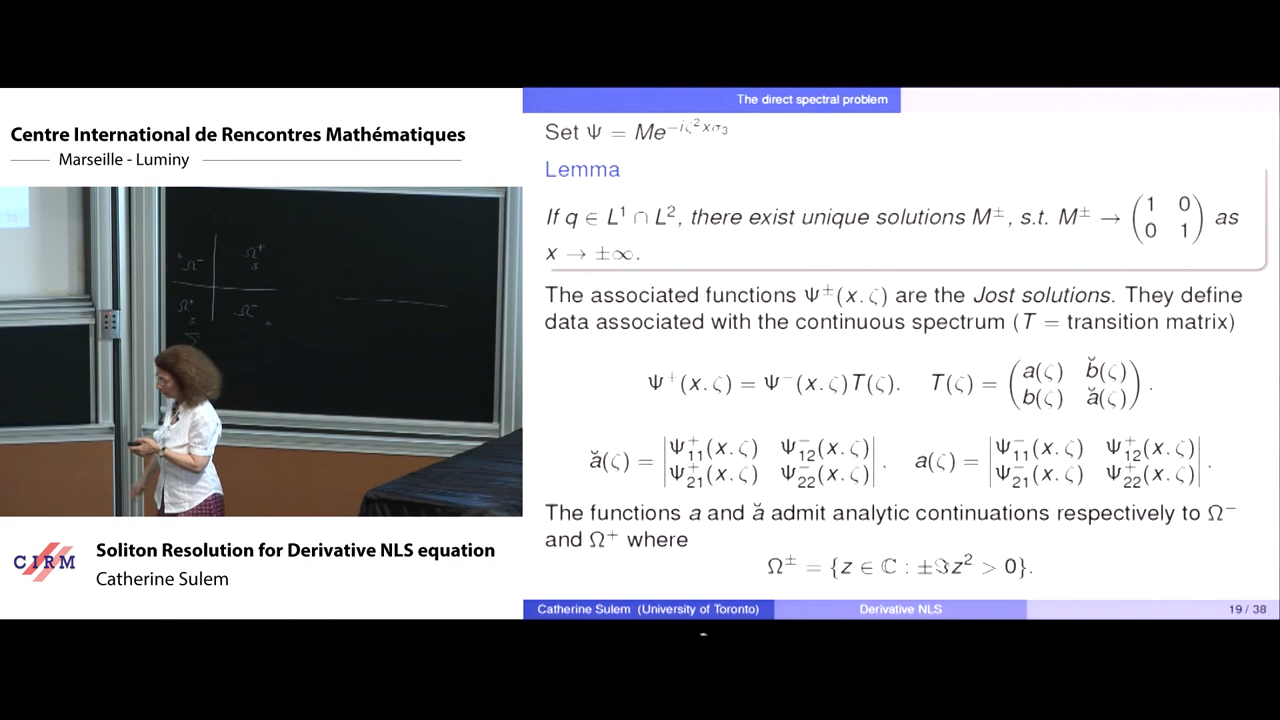 Centre International de Rencontres Mathématiques
Marseille - Luminy
Ω⁻ Ω⁺
Ω⁺ Ω⁻
CIRM
Soliton Resolution for Derivative NLS equation
Catherine Sulem
The direct spectral problem
Set Ψ = Me^{−iζ²xσ₃}
Lemma
If q ∈ L¹ ∩ L², there exist unique solutions M^±, s.t. M^± → (1 0; 0 1) as
x → ±∞.
The associated functions Ψ^±(x, ζ) are the Jost solutions. They define
data associated with the continuous spectrum (T = transition matrix)
Ψ⁺(x, ζ) = Ψ⁻(x, ζ)T(ζ), T(ζ) = (a(ζ) b̆(ζ); b(ζ) ă(ζ)).
ă(ζ) = |Ψ⁺₁₁(x, ζ) Ψ⁻₁₂(x, ζ); Ψ⁺₂₁(x, ζ) Ψ⁻₂₂(x, ζ)|, a(ζ) = |Ψ⁻₁₁(x, ζ) Ψ⁺₁₂(x, ζ); Ψ⁻₂₁(x, ζ) Ψ⁺₂₂(x, ζ)|.
The functions a and ă admit analytic continuations respectively to Ω⁻
and Ω⁺ where
Ω^± = {z ∈ ℂ : ±ℑz² > 0}.
Catherine Sulem (University of Toronto) Derivative NLS 19 / 38